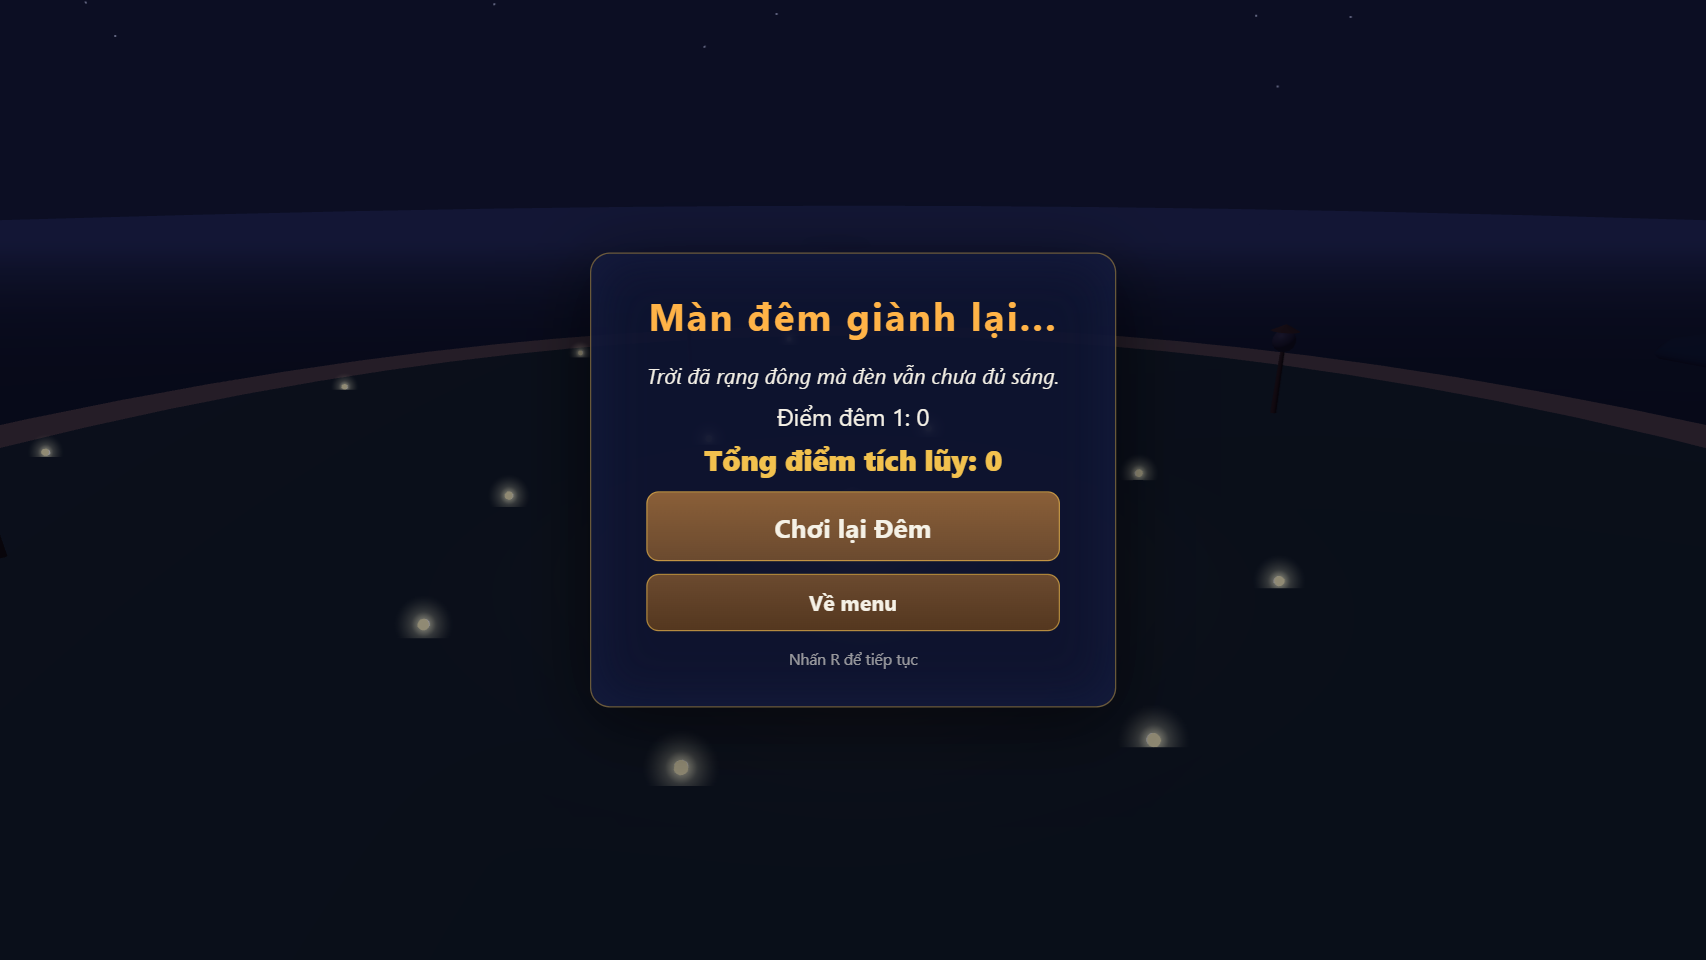 Màn đêm giành lại...
Trời đã rạng đông mà đèn vẫn chưa đủ sáng.
Điểm đêm 1: 0
Tổng điểm tích lũy: 0
Chơi lại Đêm
Về menu
Nhấn R để tiếp tục